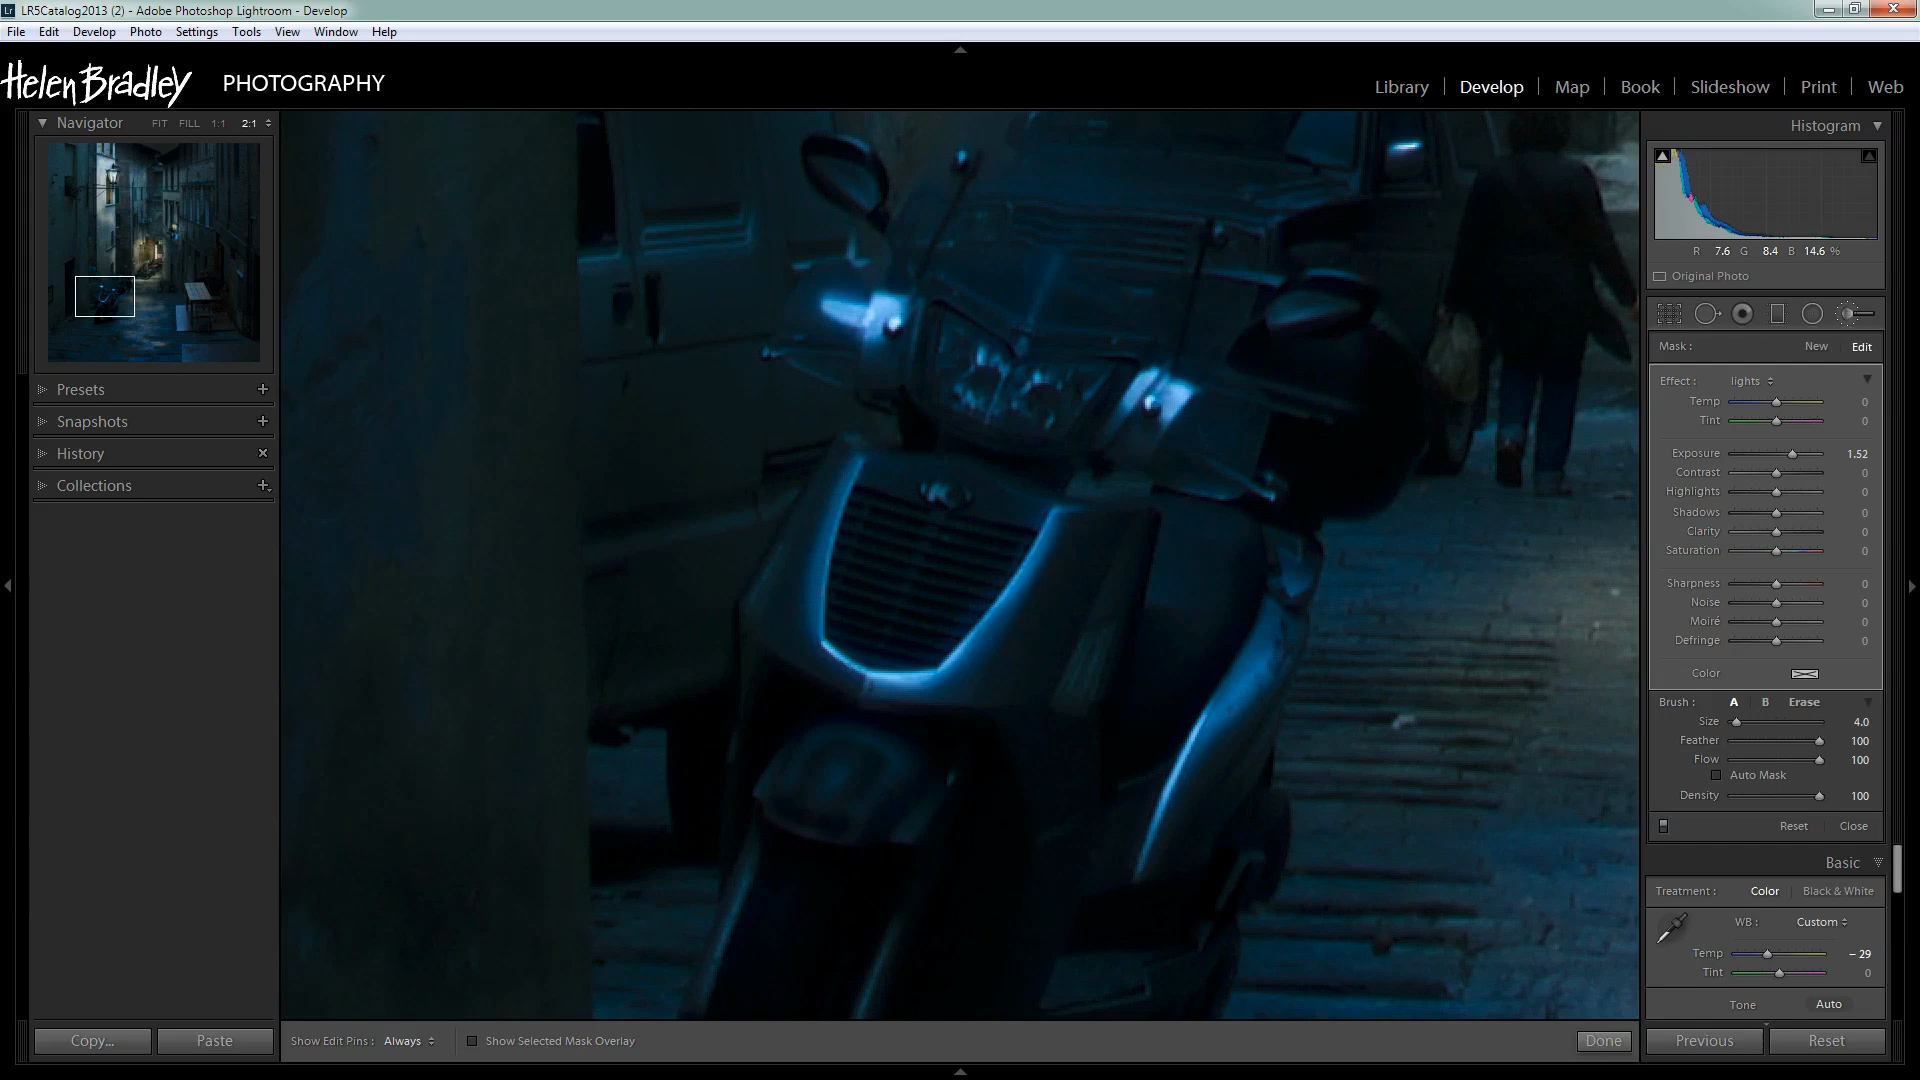 LR5Catalog2013 (2) - Adobe Photoshop Lightroom - Develop
File Edit Develop Photo Settings Tools View Window Help
Helen Bradley PHOTOGRAPHY
Library Develop Map Book Slideshow Print Web
Navigator FIT FILL 1:1 2:1
Presets
Snapshots
History
Collections
Copy... Paste
Show Edit Pins : Always Show Selected Mask Overlay Done
Histogram
R 7.6 G 8.4 B 14.6 %
Original Photo
Mask : New Edit
Effect : lights
Temp 0
Tint 0
Exposure 1.52
Contrast 0
Highlights 0
Shadows 0
Clarity 0
Saturation 0
Sharpness 0
Noise 0
Moiré 0
Defringe 0
Color
Brush : A B Erase
Size 4.0
Feather 100
Flow 100
Auto Mask
Density 100
Reset Close
Basic
Treatment : Color Black & White
WB : Custom
Temp – 29
Tint 0
Tone Auto
Previous Reset